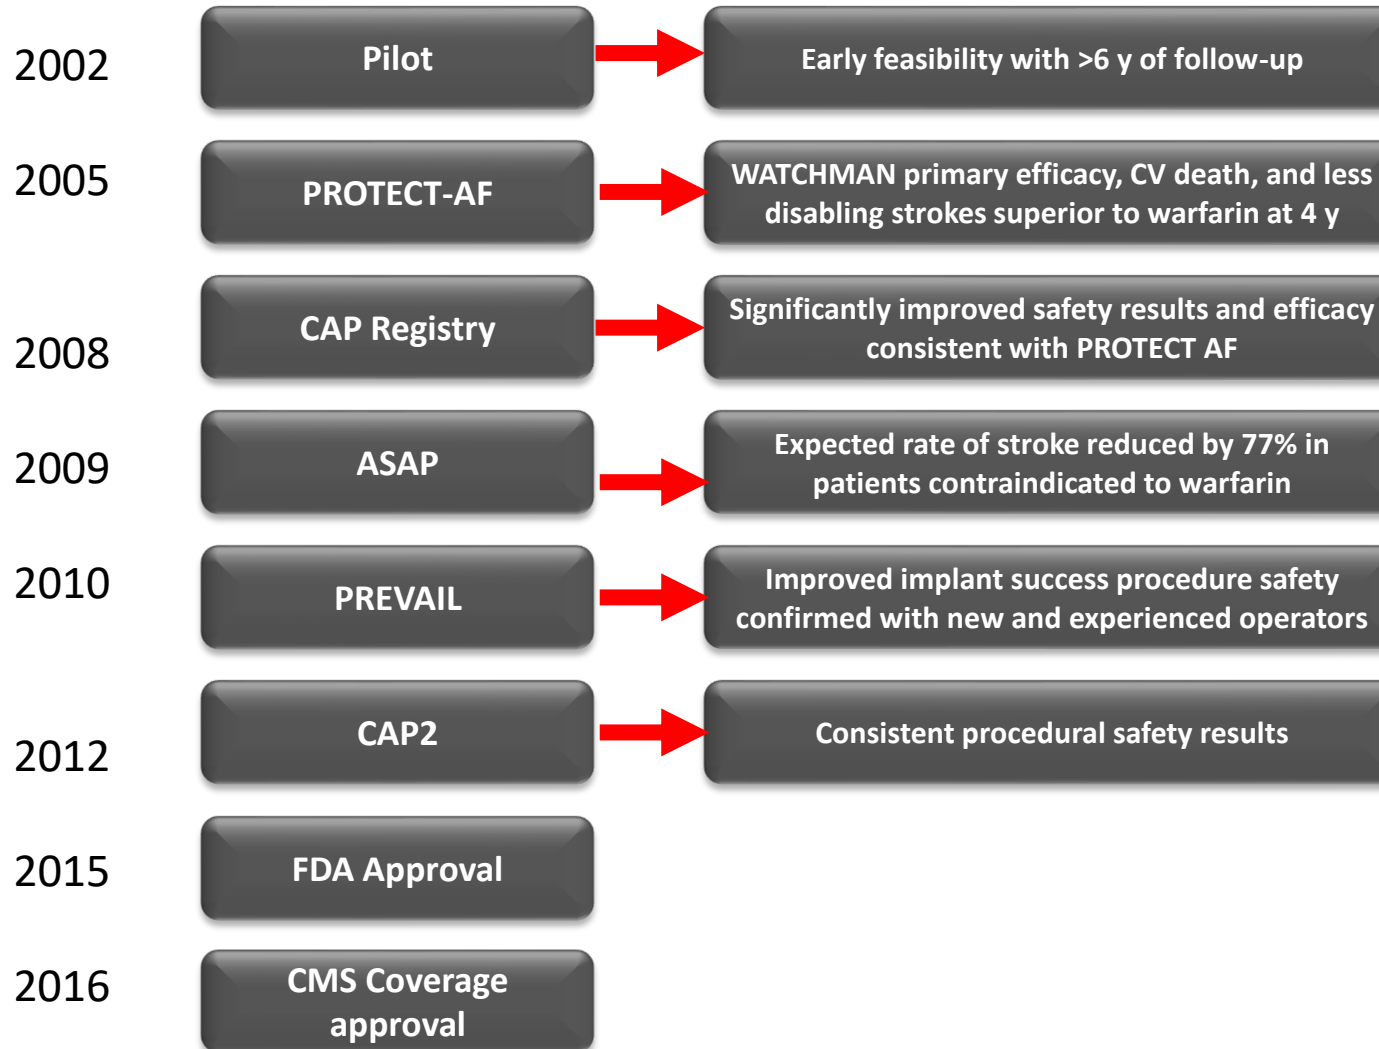 2002
Pilot
Early feasibility with >6 y of follow-up
2005
PROTECT-AF
WATCHMAN primary efficacy, CV death, and less
disabling strokes superior to warfarin at 4 y
2008
CAP Registry
Significantly improved safety results and efficacy
consistent with PROTECT AF
2009
ASAP
Expected rate of stroke reduced by 77% in
patients contraindicated to warfarin
2010
PREVAIL
Improved implant success procedure safety
confirmed with new and experienced operators
2012
CAP2
Consistent procedural safety results
2015
FDA Approval
2016
CMS Coverage
approval